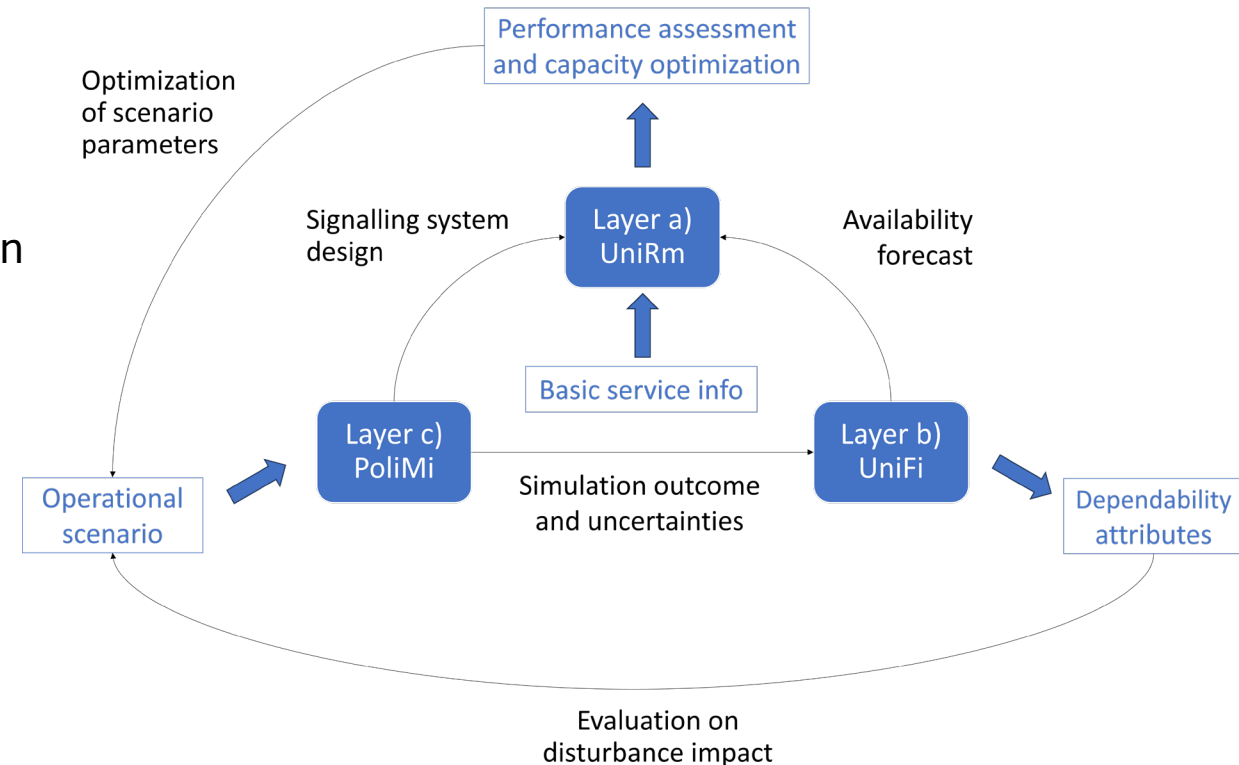 Performance assessment
and capacity optimization
Optimization
of scenario
parameters
n
Signalling system
design
Layer a)
UniRm
Availability
forecast
Basic service info
Layer c)
PoliMi
Layer b)
UniFi
Simulation outcome
and uncertainties
Operational
scenario
Dependability
attributes
Evaluation on
disturbance impact